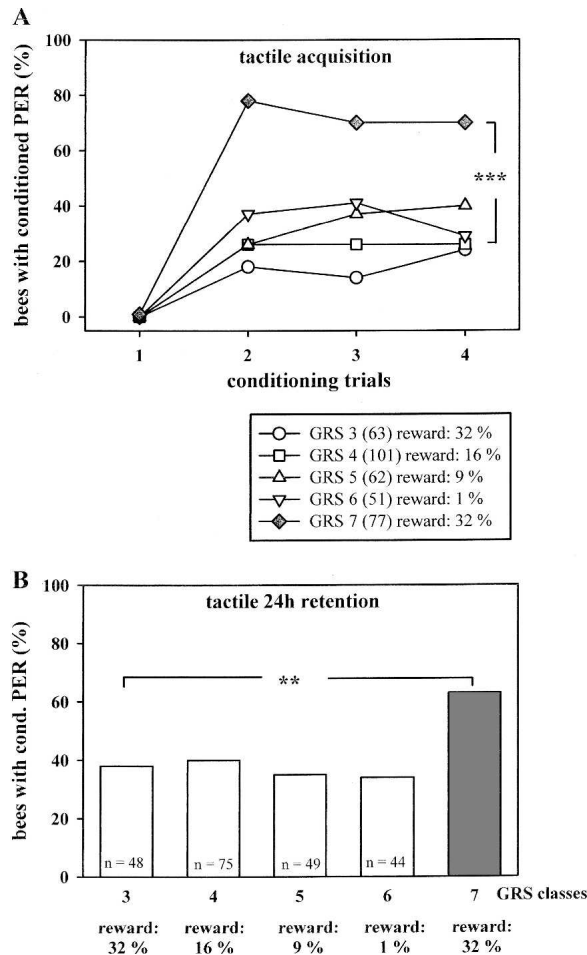 A
tactile acquisition
bees with conditioned PER (%)
100
80
60
40
20
0
***
1 2 3 4
conditioning trials
GRS 3 (63) reward: 32 %
GRS 4 (101) reward: 16 %
GRS 5 (62) reward: 9 %
GRS 6 (51) reward: 1 %
GRS 7 (77) reward: 32 %
B
tactile 24h retention
bees with cond. PER (%)
100
80
60
40
20
0
**
n = 48 n = 75 n = 49 n = 44
3 4 5 6 7 GRS classes
reward: reward: reward: reward: reward:
32 % 16 % 9 % 1 % 32 %